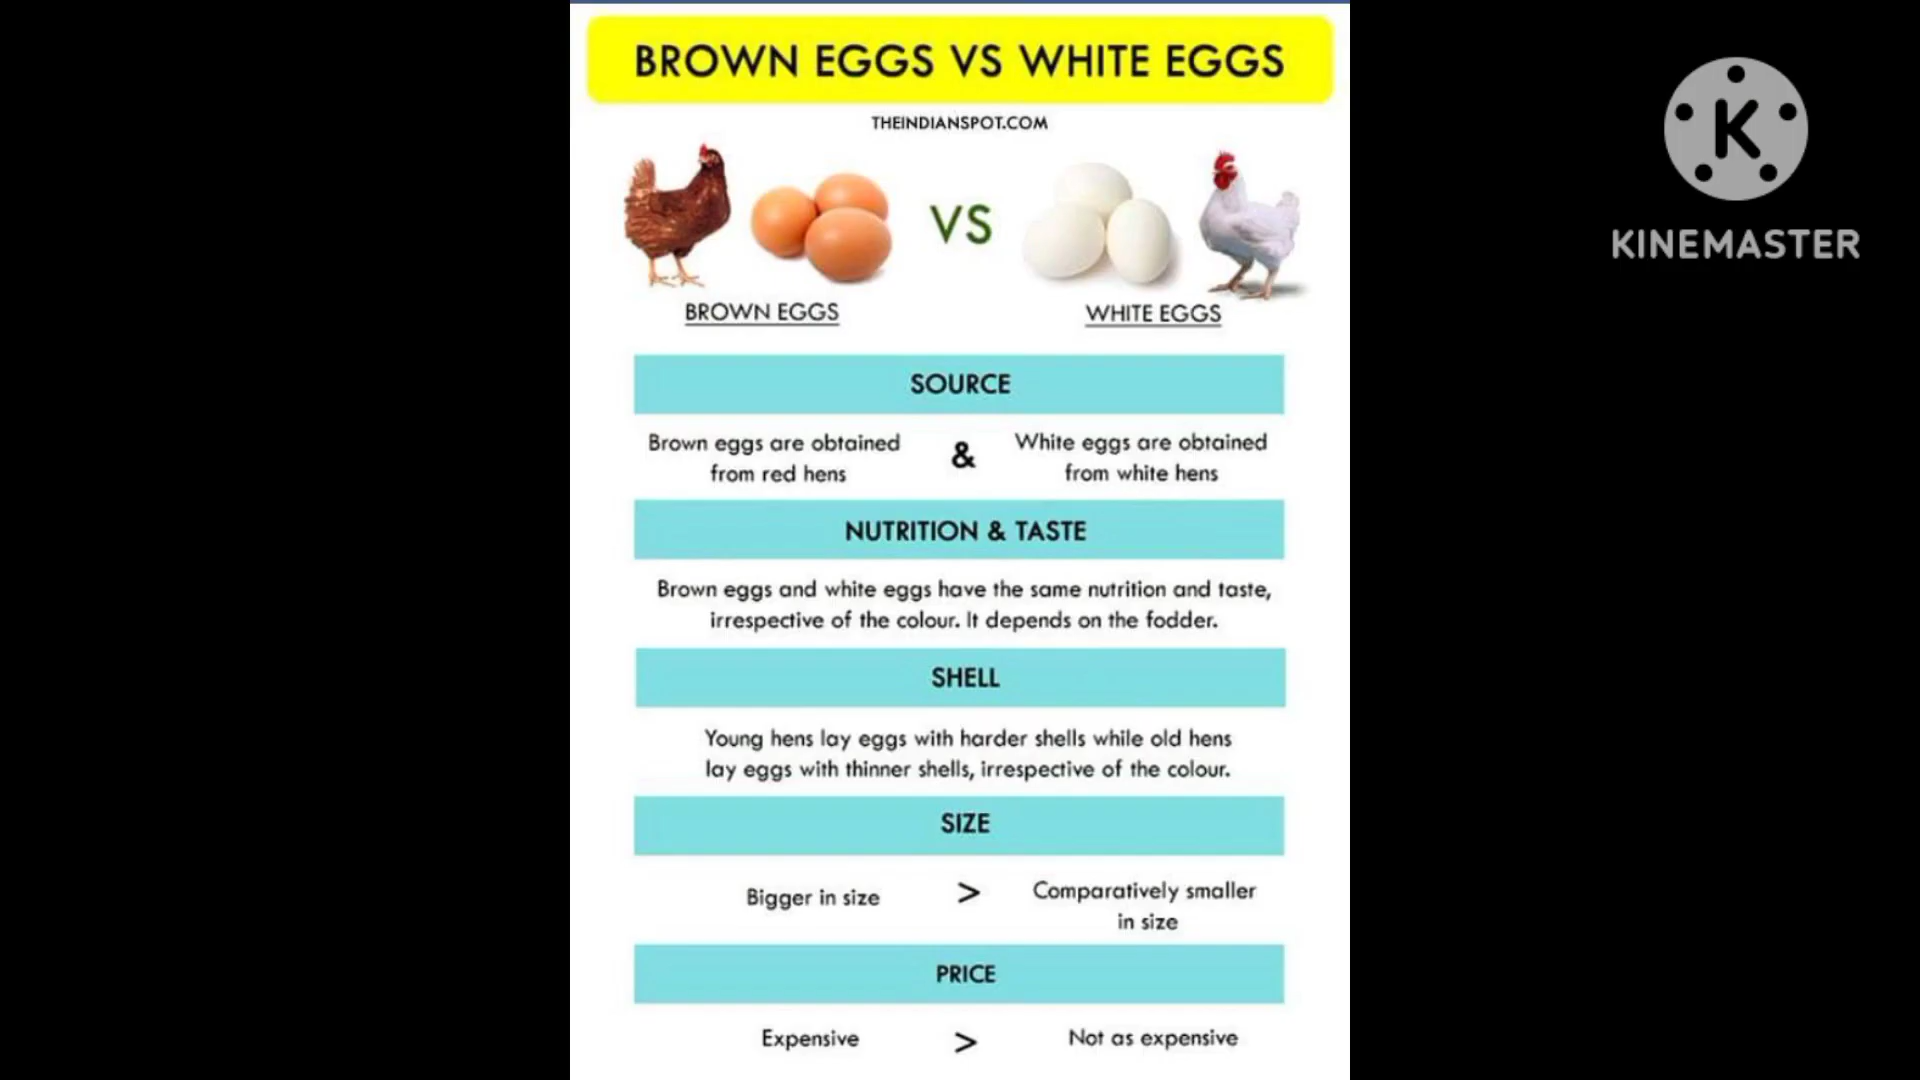 BROWN EGGS VS WHITE EGGS
THEINDIANSPOT.COM
K
KINEMASTER
VS
BROWN EGGS
WHITE EGGS
SOURCE
Brown eggs are obtained
from red hens
&
White eggs are obtained
from white hens
NUTRITION & TASTE
Brown eggs and white eggs have the same nutrition and taste,
irrespective of the colour. It depends on the fodder.
SHELL
Young hens lay eggs with harder shells while old hens
lay eggs with thinner shells, irrespective of the colour.
SIZE
Bigger in size
>
Comparatively smaller
in size
PRICE
Expensive
>
Not as expensive